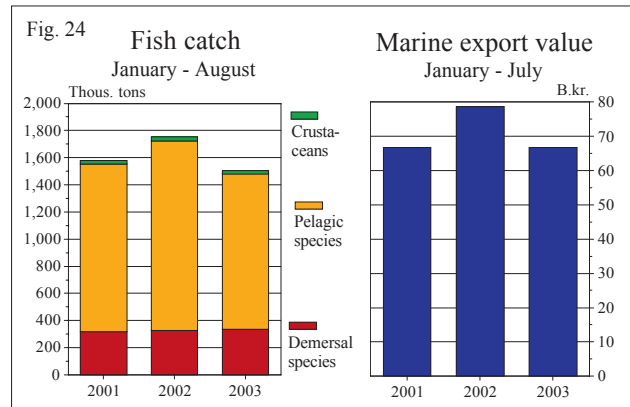 Fig. 24
Fish catch
January - August
Thous. tons
2,000
1,800
1,600
1,400
1,200
1,000
800
600
400
200
0
2001 2002 2003
Crusta-
ceans
Pelagic
species
Demersal
species
Marine export value
January - July
B.kr.
80
70
60
50
40
30
20
10
0
2001 2002 2003